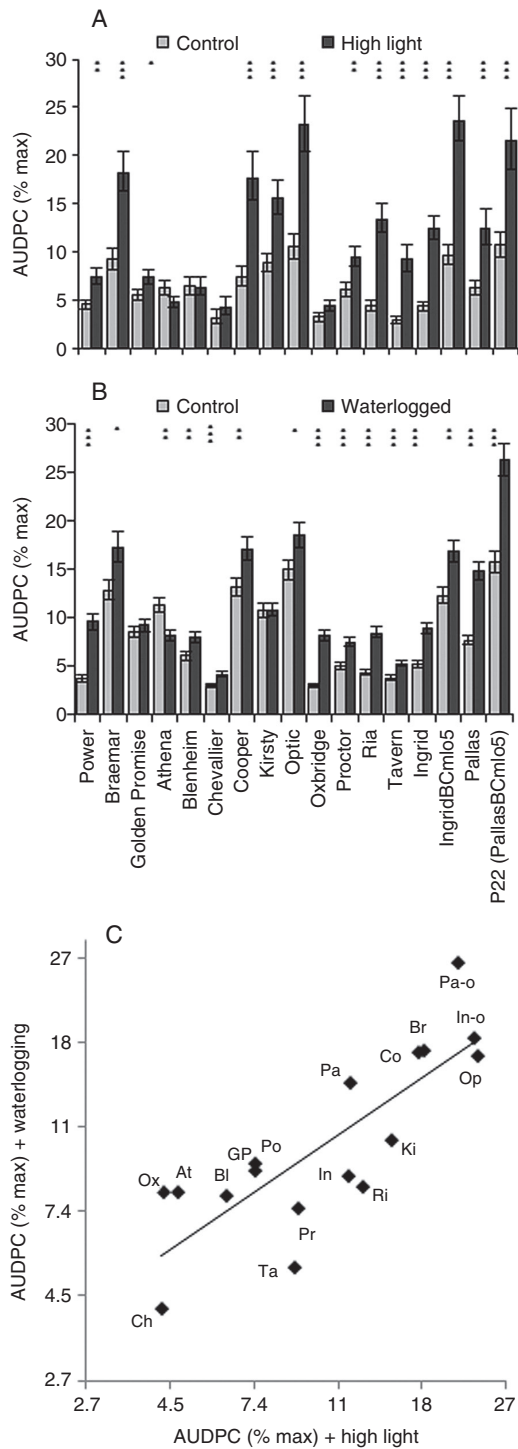 A
Control
High light
30
25
20
15
10
5
0
AUDPC (% max)
B
Control
Waterlogged
30
25
20
15
10
5
0
AUDPC (% max)
Power
Braemar
Golden Promise
Athena
Blenheim
Chevallier
Cooper
Kirsty
Optic
Oxbridge
Proctor
Ria
Tavern
Ingrid
IngridBCmlo5
Pallas
P22 (PallasBCmlo5)
C
27
18
11
7.4
4.5
2.7
AUDPC (% max) + waterlogging
Pa-o
In-o
Br
Co
Op
Pa
Ki
GP
Po
In
Ri
Ox
At
Bl
Pr
Ta
Ch
2.7
4.5
7.4
11
18
27
AUDPC (% max) + high light